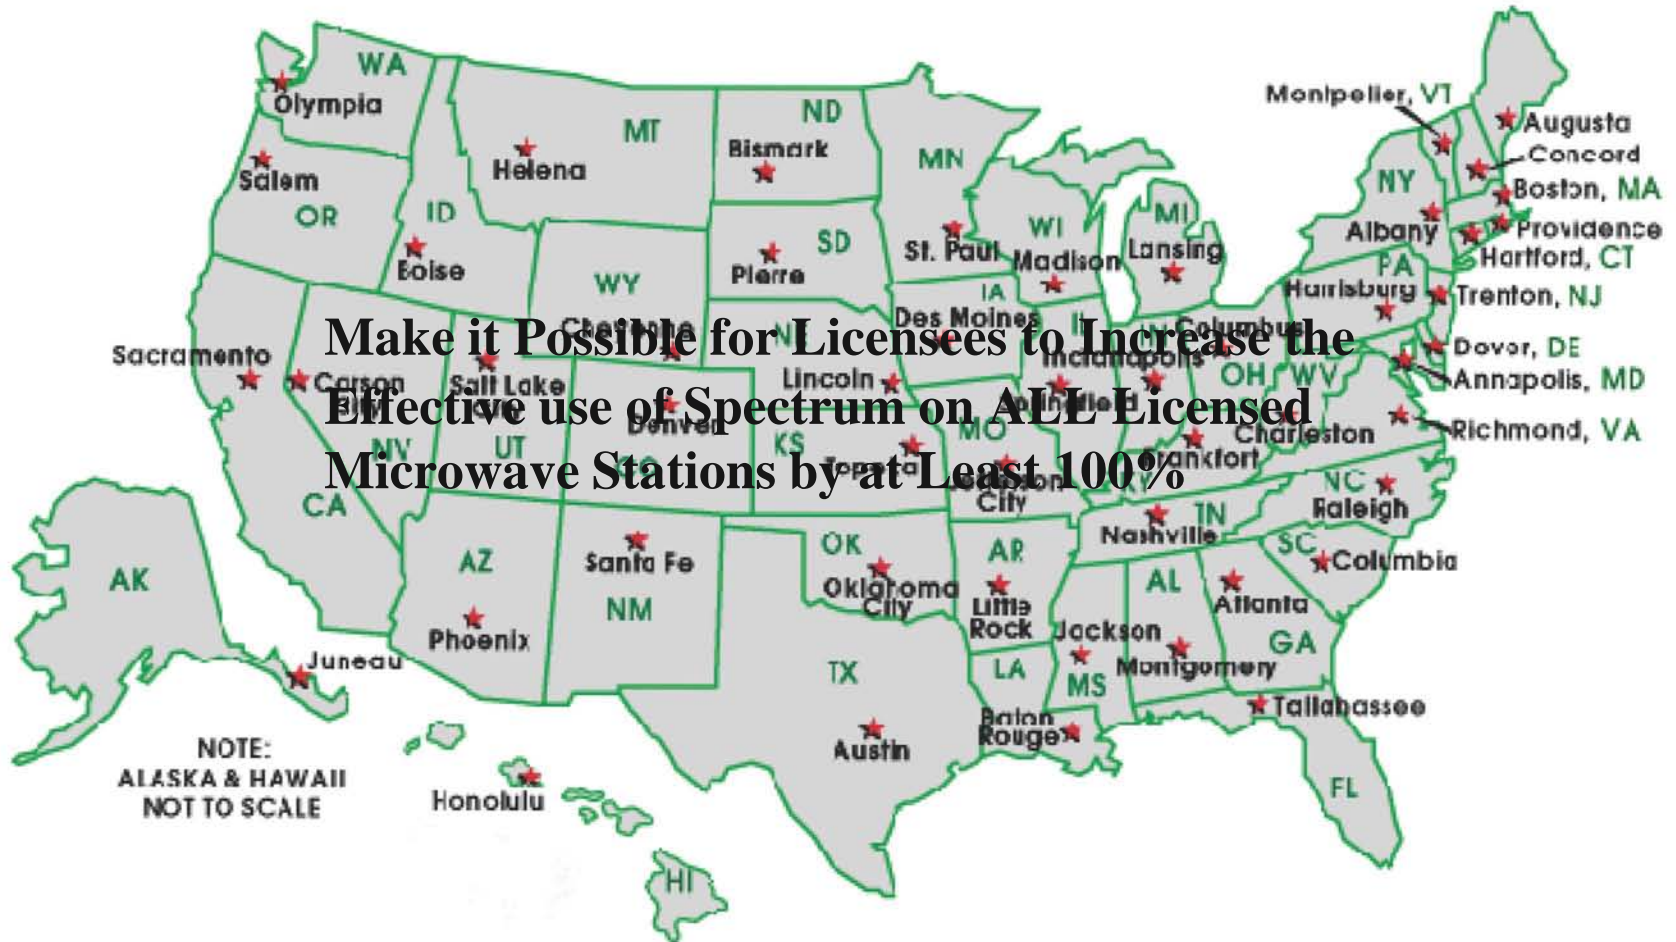 WA
Olympia
MT
Helena
ND
Bismark
MN
Montpelier, VT
Augusta
Concord
Boston, MA
NY
Albany
Providence
Hartford, CT
Salem
OR
ID
Boise
WY
SD
Pierre
St. Paul
WI
Madison
MI
Lansing
PA
Harrisburg
Trenton, NJ
IA
Des Moines
Cheyenne
NE
Columbus
Indianapolis
Make it Possible for Licensees to Increase the
Effective use of Spectrum on ALL Licensed
Microwave Stations by at Least 100%
Sacramento
Carson
Salt Lake
Lincoln
OH
WV
Dover, DE
Annapolis, MD
Denver
NV
UT
KS
Topeka
MO
City
Charleston
Richmond, VA
Frankfort
KY
CA
NC
Raleigh
TN
Nashville
SC
Columbia
AK
AZ
Phoenix
Santa Fe
NM
OK
Oklahoma
City
AR
Little
Rock
AL
Montgomery
Atlanta
GA
Jackson
MS
Juneau
TX
Austin
LA
Baton
Rouge
Tallahassee
FL
NOTE:
ALASKA & HAWAII
NOT TO SCALE
Honolulu
HI